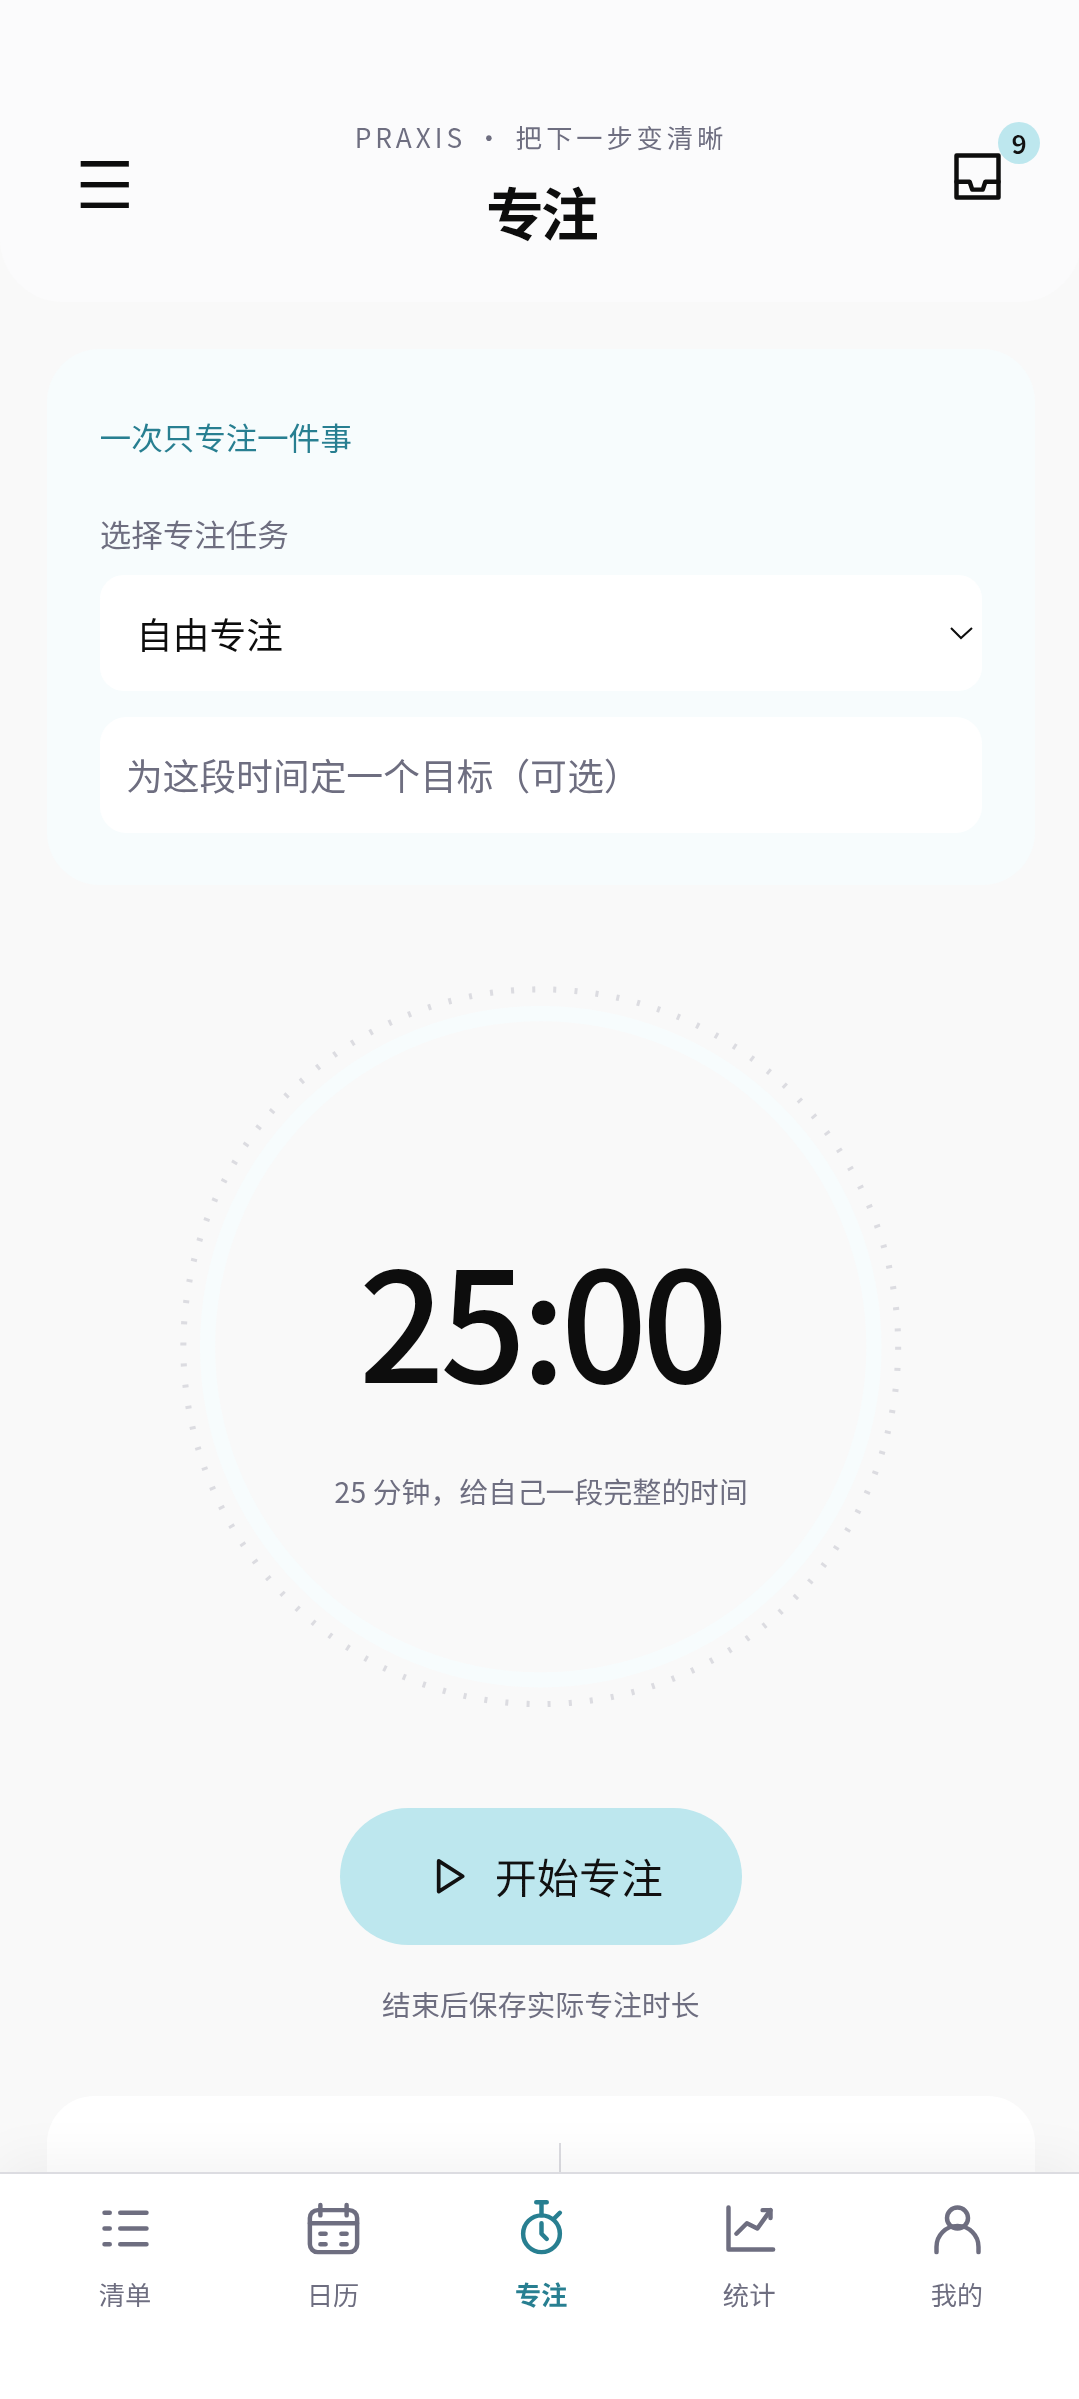 PRAXIS · 把下一步变清晰
专注
9
一次只专注一件事
选择专注任务
自由专注
为这段时间定一个目标（可选）
25:00
25 分钟，给自己一段完整的时间
开始专注
结束后保存实际专注时长
清单
日历
专注
统计
我的